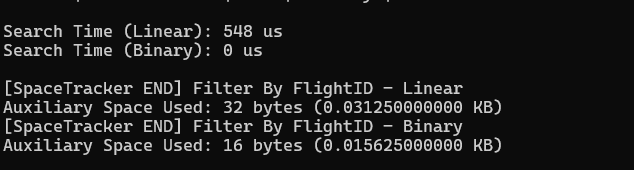 Search Time (Linear): 548 us
Search Time (Binary): 0 us
[SpaceTracker END] Filter By FlightID - Linear
Auxiliary Space Used: 32 bytes (0.031250000000 KB)
[SpaceTracker END] Filter By FlightID - Binary
Auxiliary Space Used: 16 bytes (0.015625000000 KB)